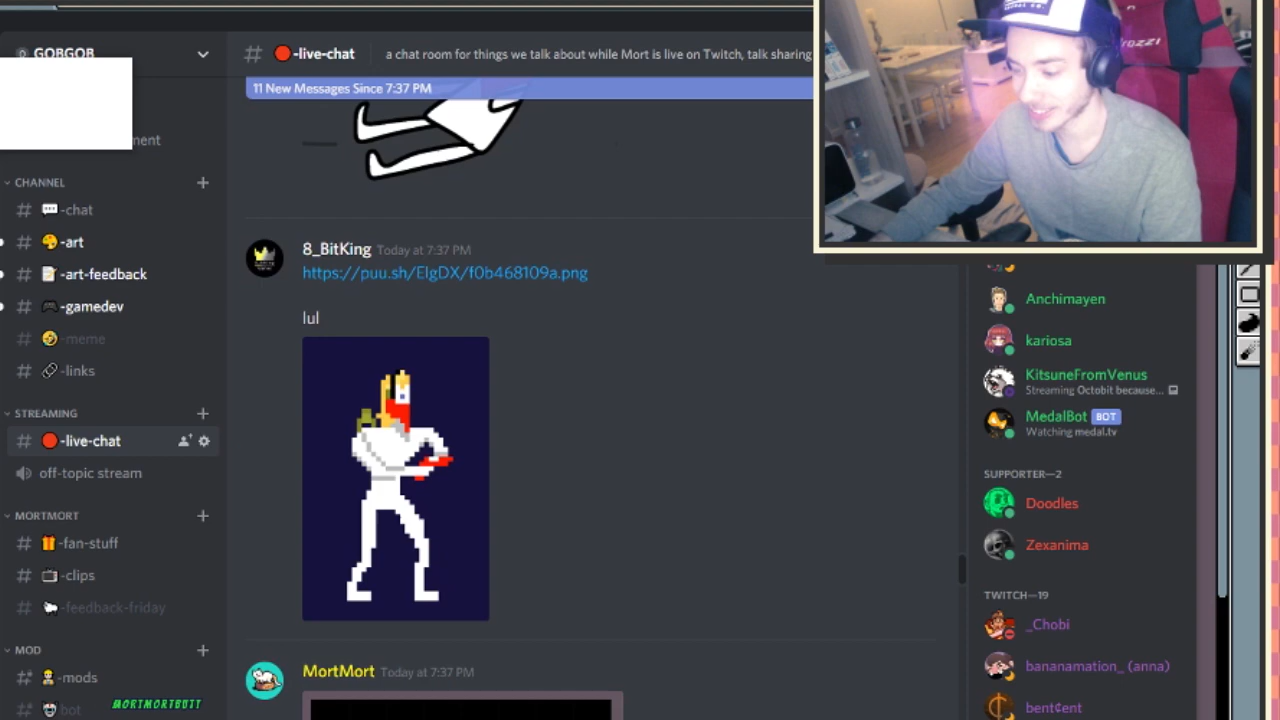 GOBGOB
ment
CHANNEL
-chat
-art
-art-feedback
-gamedev
-meme
-links
STREAMING
-live-chat
off-topic stream
MORTMORT
-fan-stuff
-clips
-feedback-friday
MOD
-mods
bot
MORTMORTBUTT
-live-chat
a chat room for things we talk about while Mort is live on Twitch, talk sharing
11 New Messages Since 7:37 PM
8_BitKing Today at 7:37 PM
https://puu.sh/ElgDX/f0b468109a.png
lul
MortMort Today at 7:37 PM
Anchimayen
kariosa
KitsuneFromVenus
Streaming Octobit because...
MedalBot BOT
Watching medal.tv
SUPPORTER—2
Doodles
Zexanima
TWITCH—19
_Chobi
bananamation_ (anna)
bent¢ent